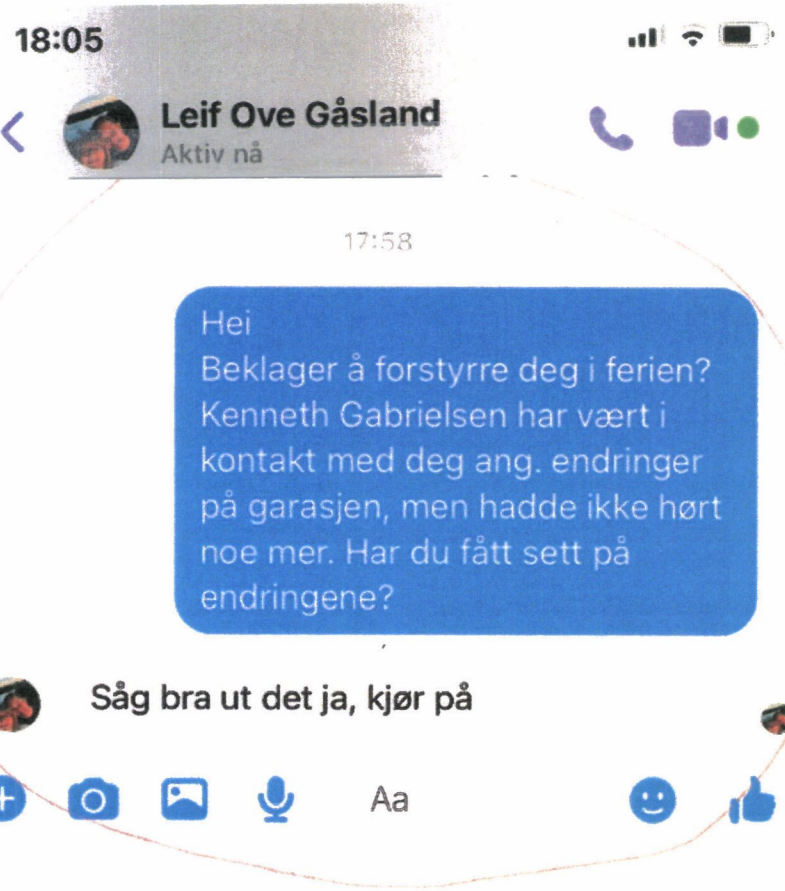 18:05
Leif Ove Gåsland
Aktiv nå
17:58
Hei
Beklager å forstyrre deg i ferien?
Kenneth Gabrielsen har vært i
kontakt med deg ang. endringer
på garasjen, men hadde ikke hørt
noe mer. Har du fått sett på
endringene?
Såg bra ut det ja, kjør på
Aa